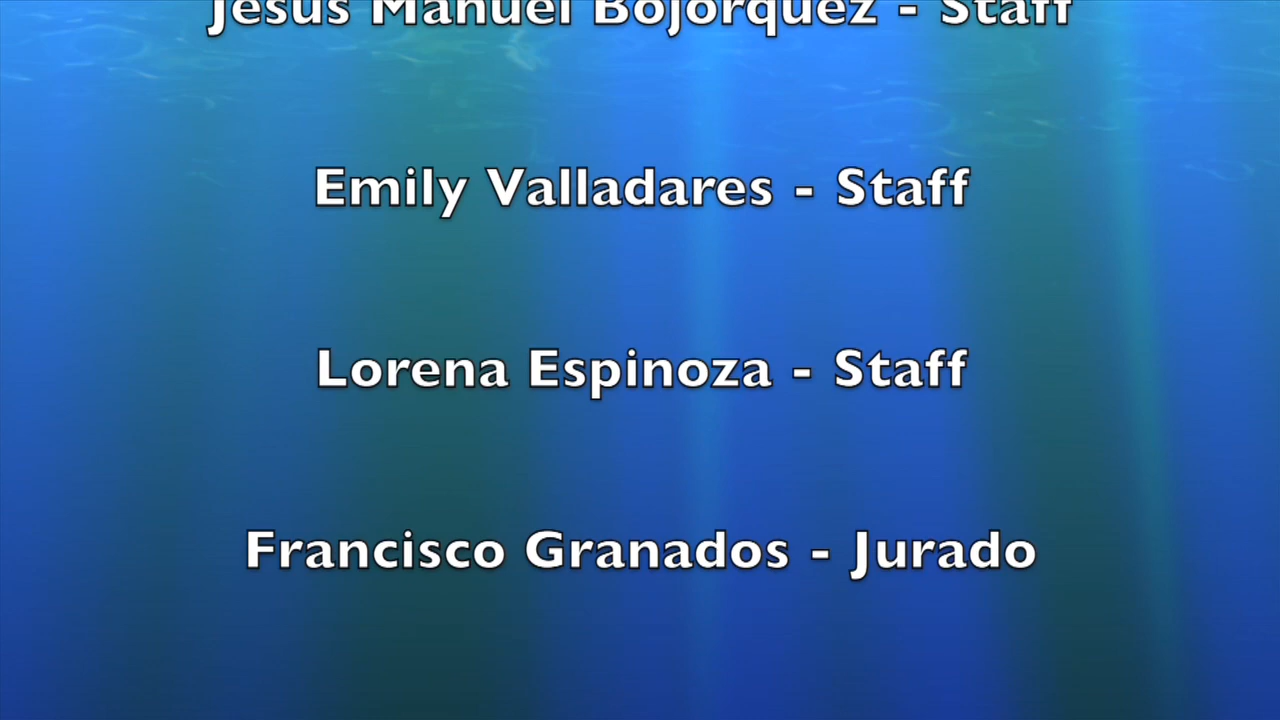 Jesus Manuel Bojorquez - Staff
Emily Valladares - Staff
Lorena Espinoza - Staff
Francisco Granados - Jurado